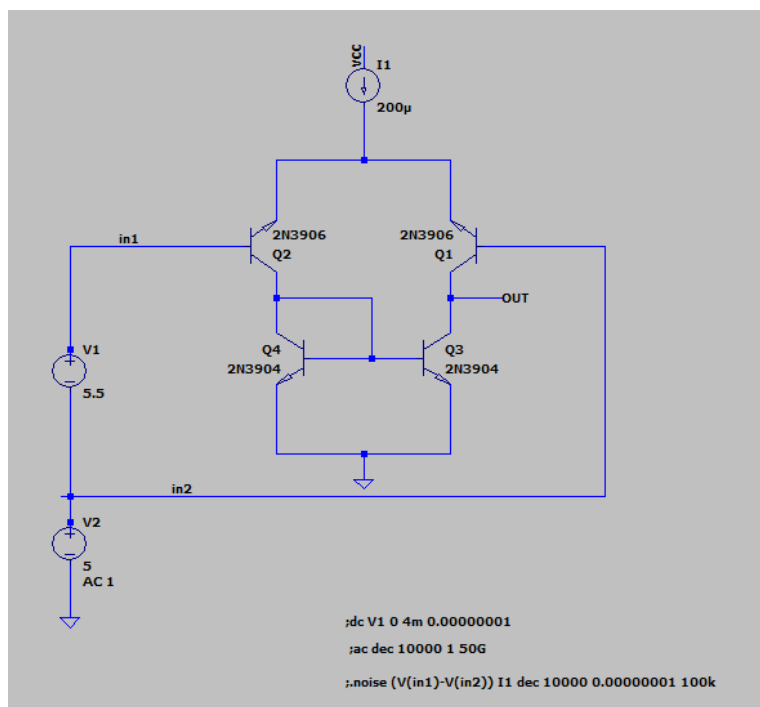 VCC
I1
200µ
in1
2N3906
Q2
2N3906
Q1
OUT
V1
5.5
Q4
2N3904
Q3
2N3904
in2
V2
5
AC 1
;dc V1 0 4m 0.00000001
;ac dec 10000 1 50G
;.noise (V(in1)-V(in2)) I1 dec 10000 0.00000001 100k